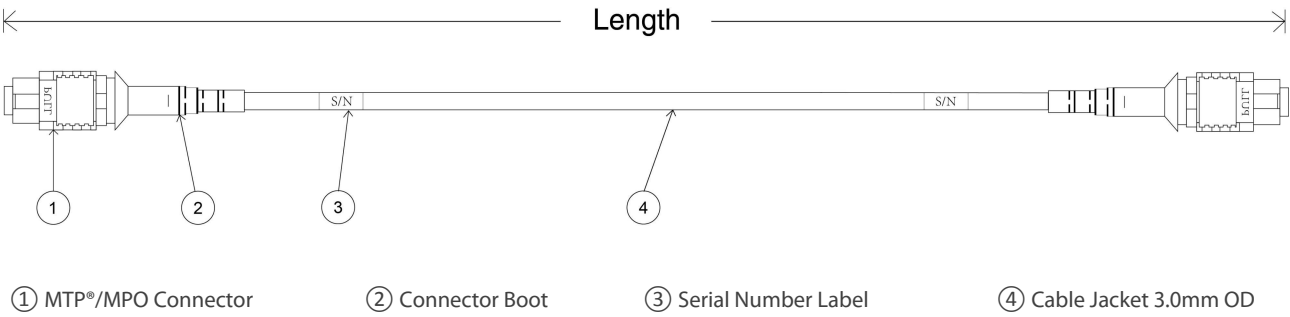 Length
PULL S/N S/N PULL
1 2 3 4
① MTP®/MPO Connector ② Connector Boot ③ Serial Number Label ④ Cable Jacket 3.0mm OD